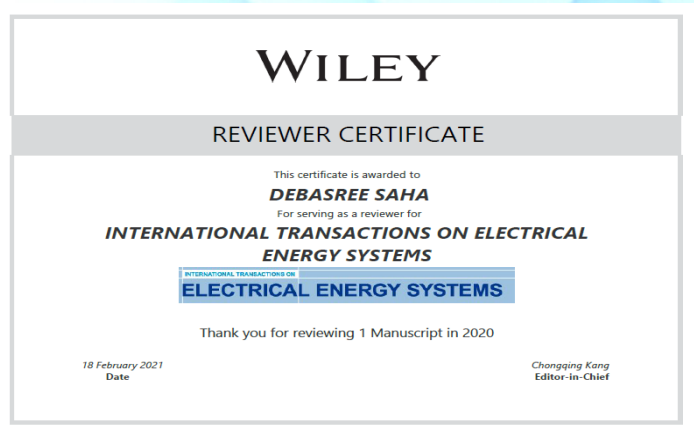 WILEY
REVIEWER CERTIFICATE
This certificate is awarded to
DEBASREE SAHA
For serving as a reviewer for
INTERNATIONAL TRANSACTIONS ON ELECTRICAL
ENERGY SYSTEMS
INTERNATIONAL TRANSACTIONS ON
ELECTRICAL ENERGY SYSTEMS
Thank you for reviewing 1 Manuscript in 2020
18 February 2021
Date
Chongqing Kang
Editor-in-Chief